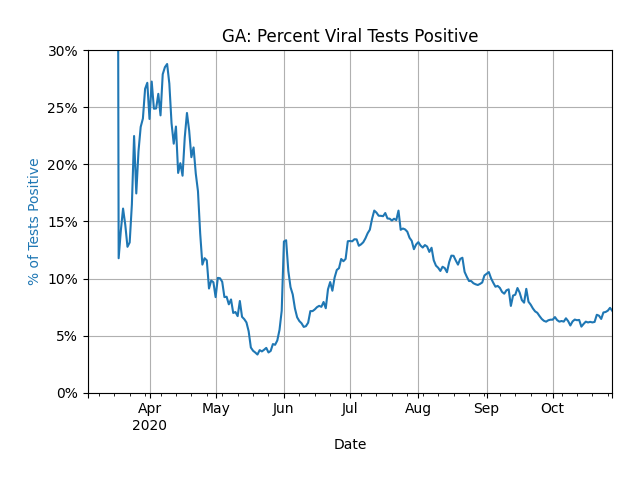 GA: Percent Viral Tests Positive
30%
25%
20%
15%
10%
5%
0%
% of Tests Positive
Apr
2020
May
Jun
Jul
Aug
Sep
Oct
Date